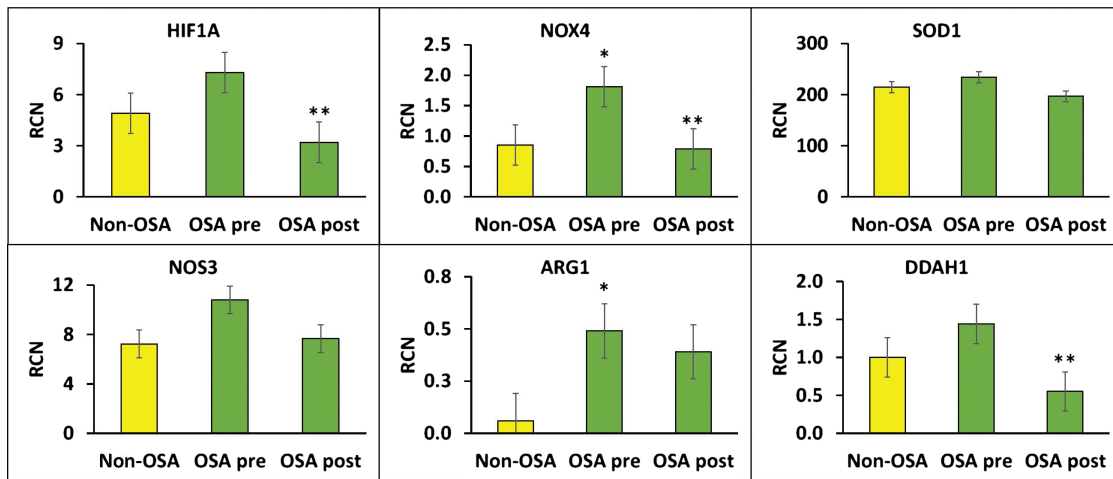 HIF1A
9
6
3
0
RCN
**
Non-OSA OSA pre OSA post
NOX4
2.5
2.0
1.5
1.0
0.5
0.0
RCN
*
**
Non-OSA OSA pre OSA post
SOD1
300
200
100
0
RCN
Non-OSA OSA pre OSA post
NOS3
12
8
4
0
RCN
Non-OSA OSA pre OSA post
ARG1
0.8
0.5
0.3
0.0
RCN
*
Non-OSA OSA pre OSA post
DDAH1
2.0
1.5
1.0
0.5
0.0
RCN
**
Non-OSA OSA pre OSA post